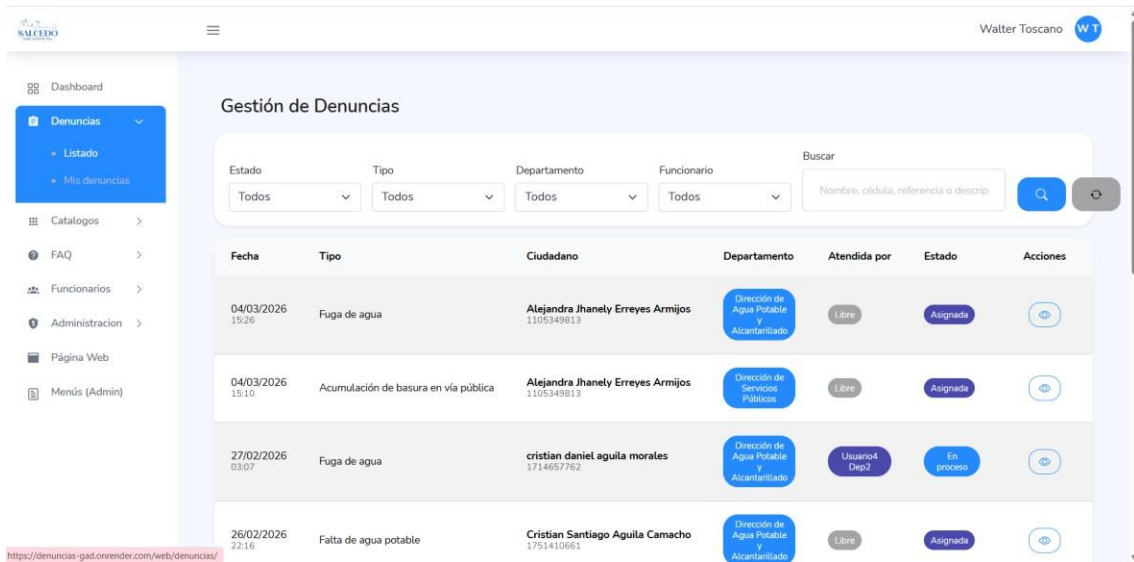 SALCEDO
Walter Toscano
WT
Dashboard
Denuncias
Listado
Mis denuncias
Catalogos
FAQ
Funcionarios
Administracion
Página Web
Menús (Admin)
Gestión de Denuncias
Estado
Tipo
Departamento
Funcionario
Buscar
Todos
Todos
Todos
Todos
Nombre, cédula, referencia o descrip
Fecha Tipo Ciudadano Departamento Atendida por Estado Acciones
04/03/2026
15:26
Fuga de agua
Alejandra Jhanely Erreyes Armijos
1105349813
Dirección de
Agua Potable
y
Alcantarillado
Libre
Asignada
04/03/2026
15:10
Acumulación de basura en vía pública
Alejandra Jhanely Erreyes Armijos
1105349813
Dirección de
Servicios
Públicos
Libre
Asignada
27/02/2026
03:07
Fuga de agua
cristian daniel aguila morales
1714657762
Dirección de
Agua Potable
y
Alcantarillado
Usuario4
Dep2
En
proceso
26/02/2026
22:16
Falta de agua potable
Cristian Santiago Aguila Camacho
1751410661
Dirección de
Agua Potable
y
Alcantarillado
Libre
Asignada
https://denuncias-gad.onrender.com/web/denuncias/